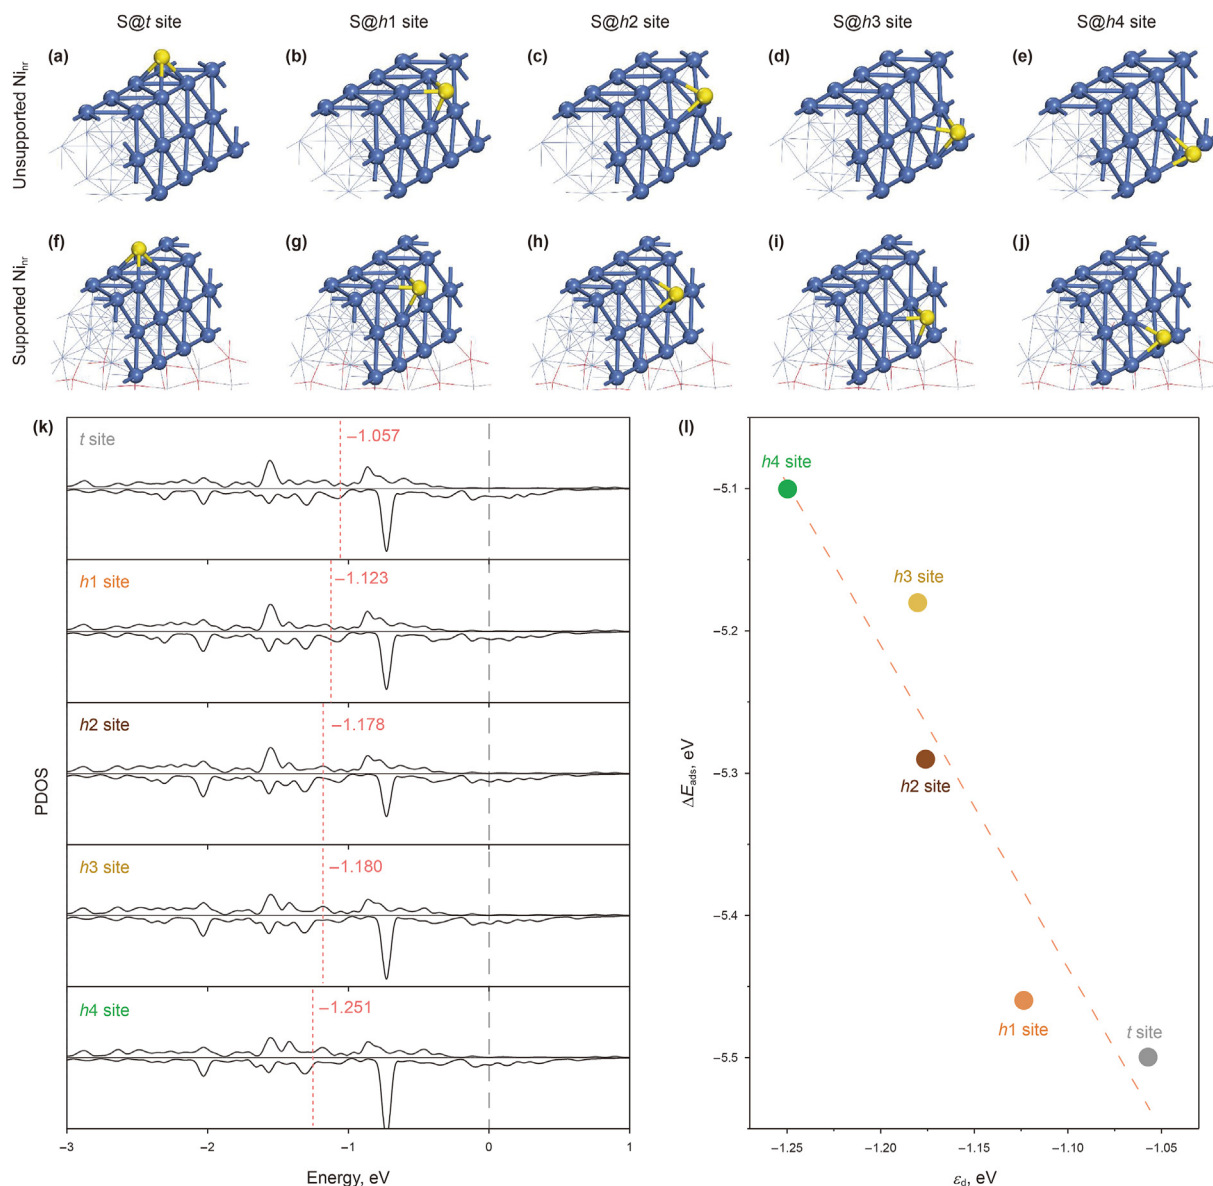 S@t site
S@h1 site
S@h2 site
S@h3 site
S@h4 site
Unsupported Ninr
(a)
(b)
(c)
(d)
(e)
Supported Ninr
(f)
(g)
(h)
(i)
(j)
(k)
t site
−1.057
h1 site
−1.123
h2 site
−1.178
h3 site
−1.180
h4 site
−1.251
PDOS
−3
−2
−1
0
1
Energy, eV
(l)
h4 site
h3 site
h2 site
h1 site
t site
−5.1
−5.2
−5.3
−5.4
−5.5
ΔEads, eV
−1.25
−1.20
−1.15
−1.10
−1.05
εd, eV